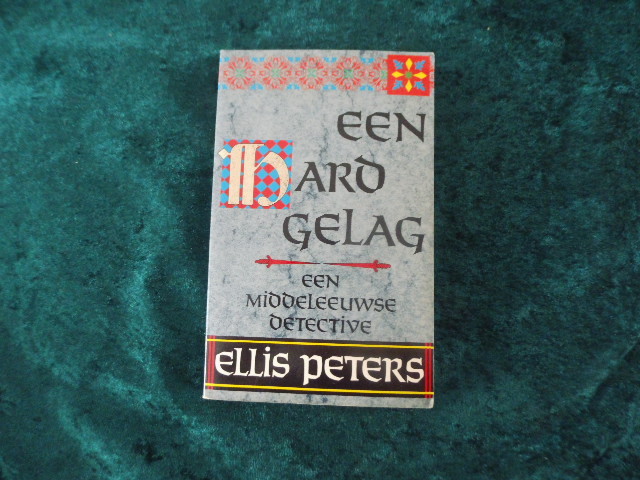 EEN
HARD
GELAG
EEN
MIDDELEEUWSE
DETECTIVE
ELLIS PETERS